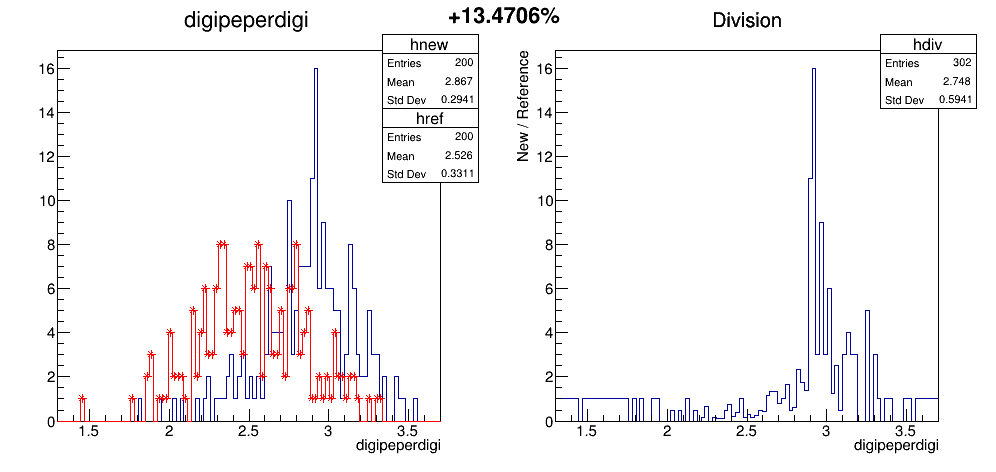 +13.4706%
digipeperdigi
hnew
Entries 200
Mean 2.867
Std Dev 0.2941
href
Entries 200
Mean 2.526
Std Dev 0.3311
16
14
12
10
8
6
4
2
0
1.5 2 2.5 3 3.5
digipeperdigi
Division
hdiv
Entries 302
Mean 2.748
Std Dev 0.5941
New / Reference
16
14
12
10
8
6
4
2
0
1.5 2 2.5 3 3.5
digipeperdigi